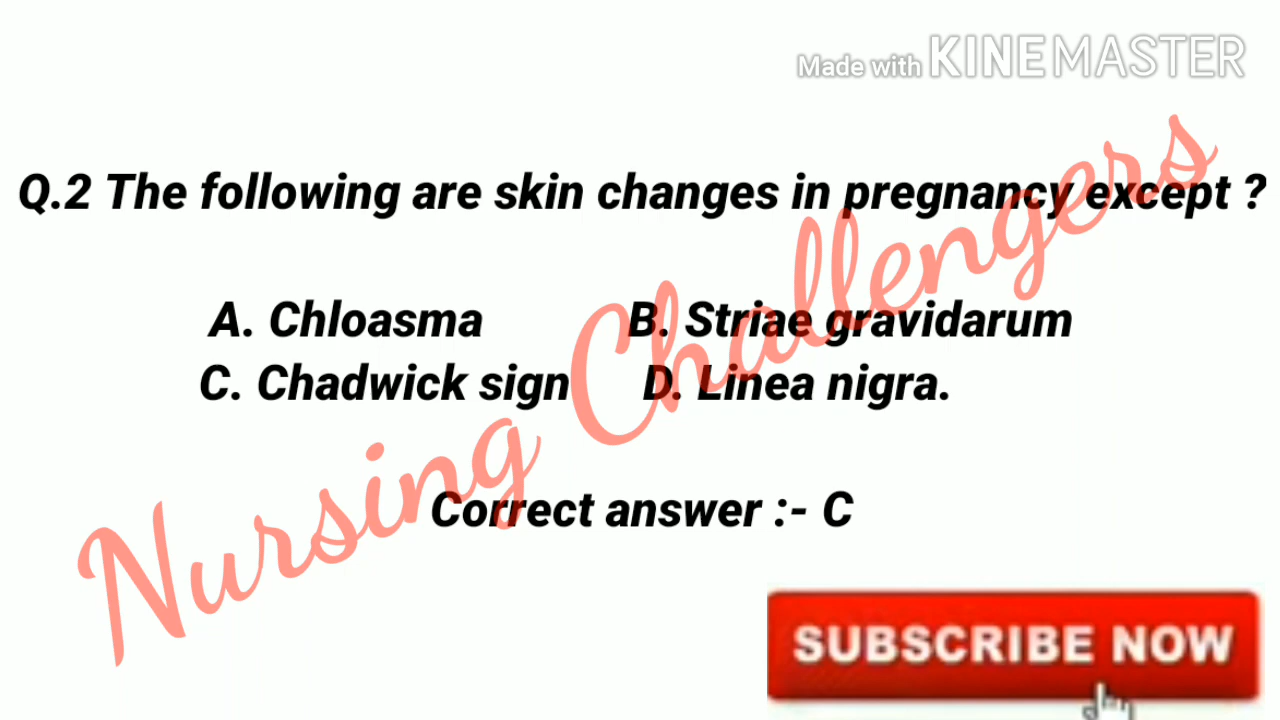 Made with KINEMASTER
Q.2 The following are skin changes in pregnancy except ?
A. Chloasma B. Striae gravidarum
C. Chadwick sign D. Linea nigra.
Correct answer :- C
Nursing Challengers
SUBSCRIBE NOW